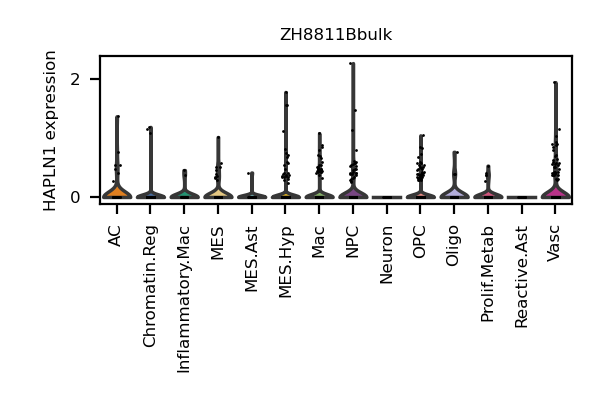 ZH8811Bbulk
HAPLN1 expression
2
0
AC
Chromatin.Reg
Inflammatory.Mac
MES
MES.Ast
MES.Hyp
Mac
NPC
Neuron
OPC
Oligo
Prolif.Metab
Reactive.Ast
Vasc